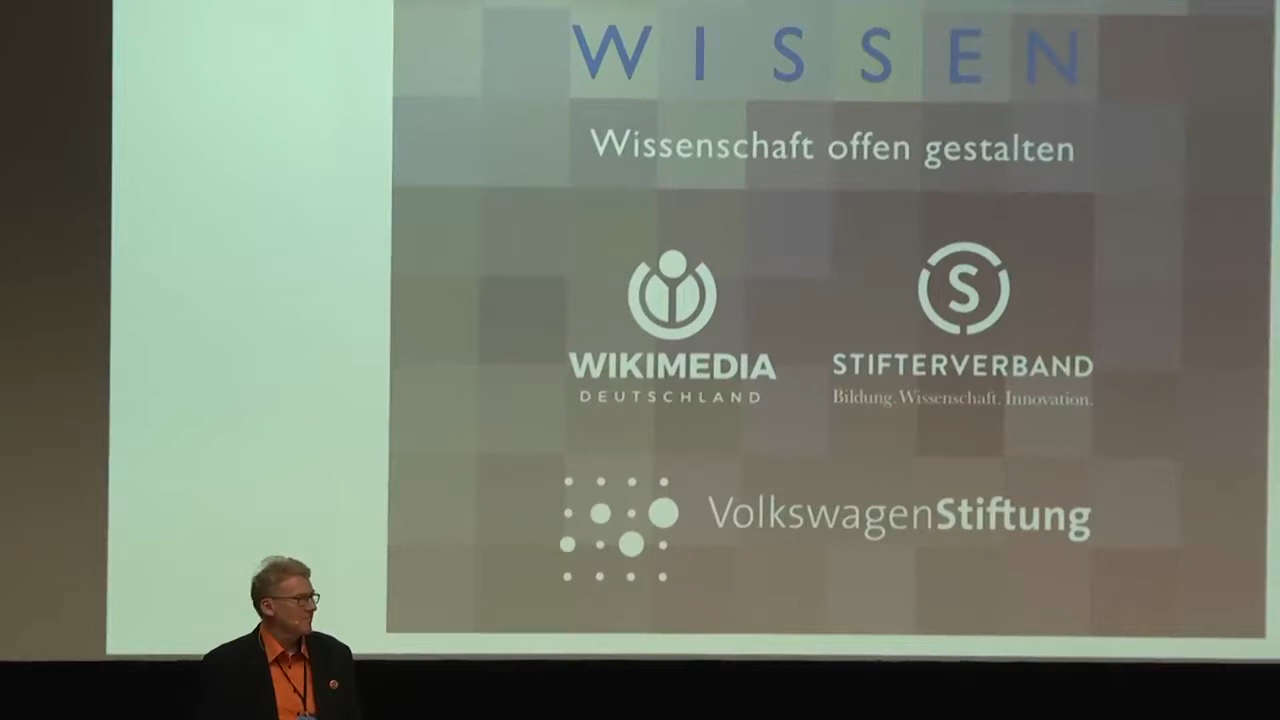 WISSEN
Wissenschaft offen gestalten
WIKIMEDIA
DEUTSCHLAND
S
STIFTERVERBAND
Bildung. Wissenschaft. Innovation.
VolkswagenStiftung